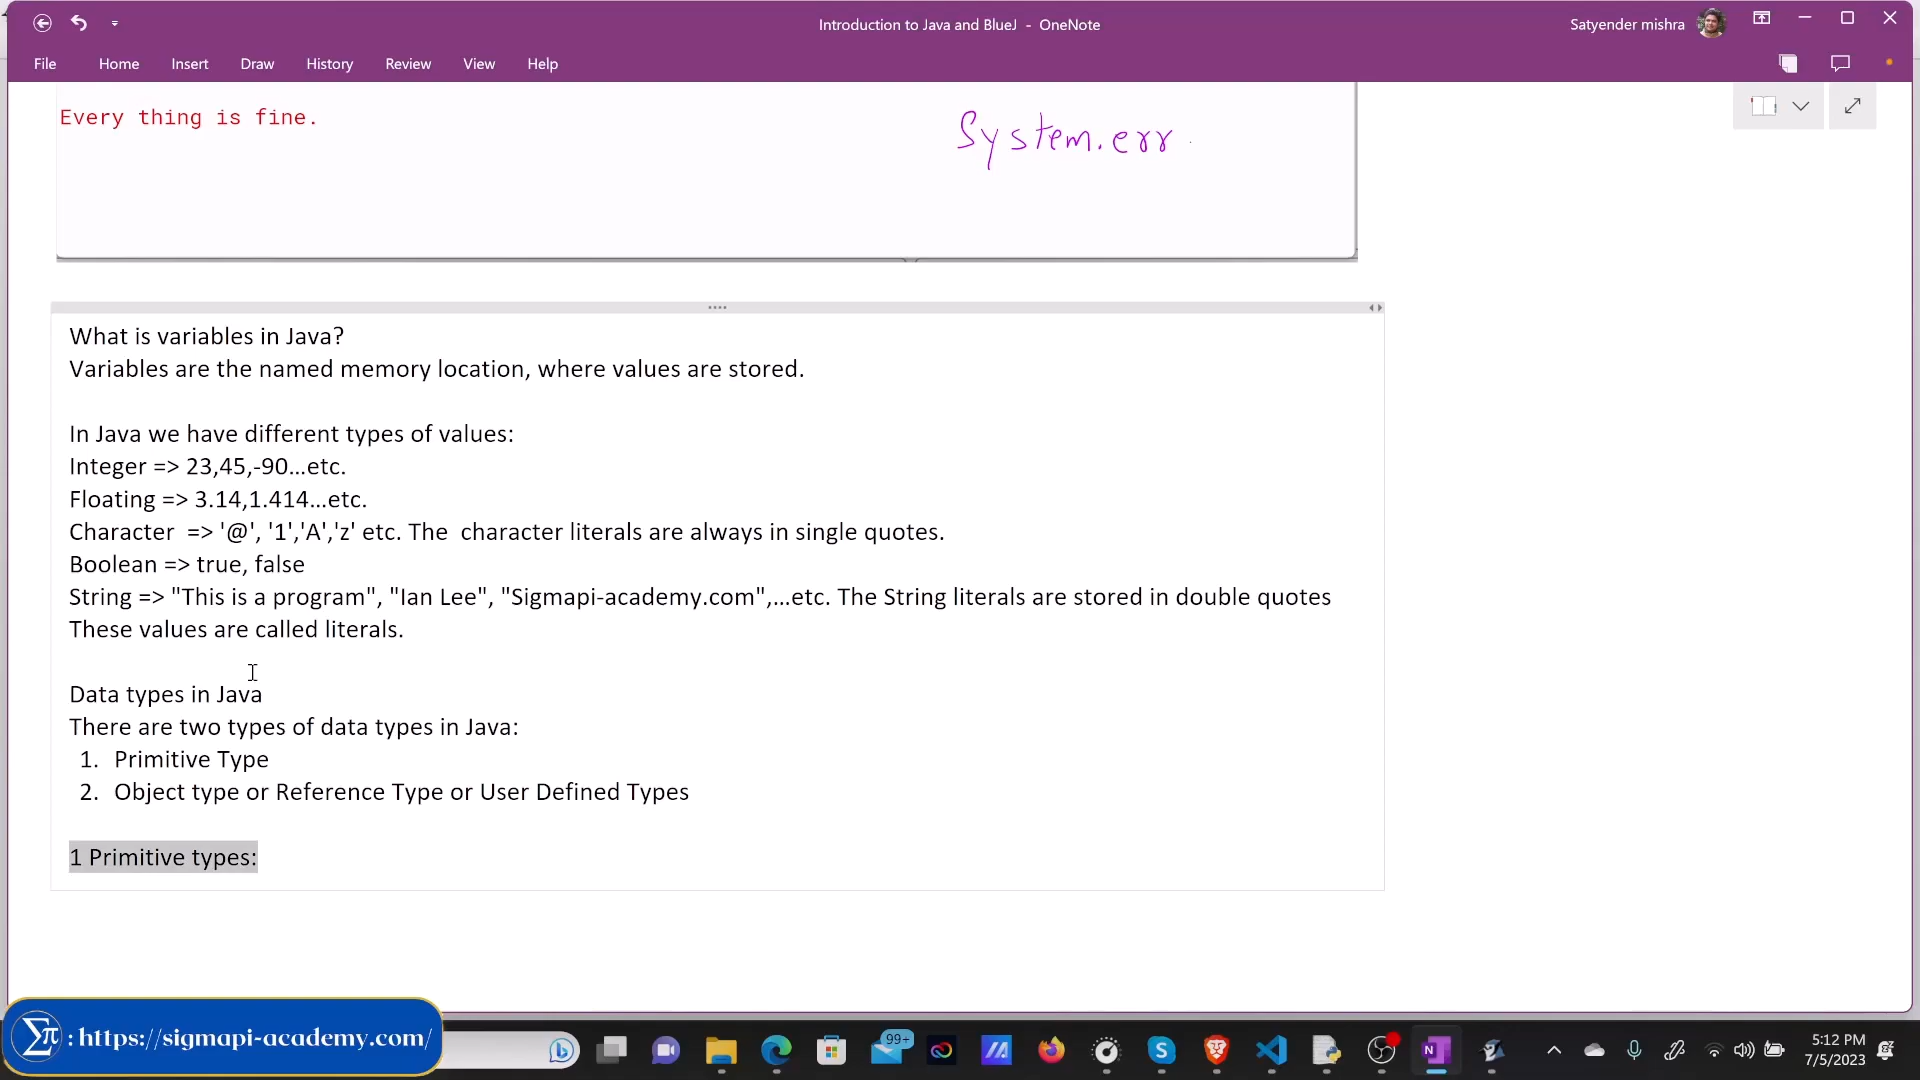 Introduction to Java and BlueJ - OneNote
Satyender mishra
File Home Insert Draw History Review View Help
Every thing is fine.
System.err
What is variables in Java?
Variables are the named memory location, where values are stored.
In Java we have different types of values:
Integer => 23,45,-90...etc.
Floating => 3.14,1.414...etc.
Character  => '@', '1','A','z' etc. The  character literals are always in single quotes.
Boolean => true, false
String => "This is a program", "Ian Lee", "Sigmapi-academy.com",...etc. The String literals are stored in double quotes
These values are called literals.
Data types in Java
There are two types of data types in Java:
1. Primitive Type
2. Object type or Reference Type or User Defined Types
1 Primitive types:
Σπ : https://sigmapi-academy.com/
99+
N
5:12 PM
7/5/2023